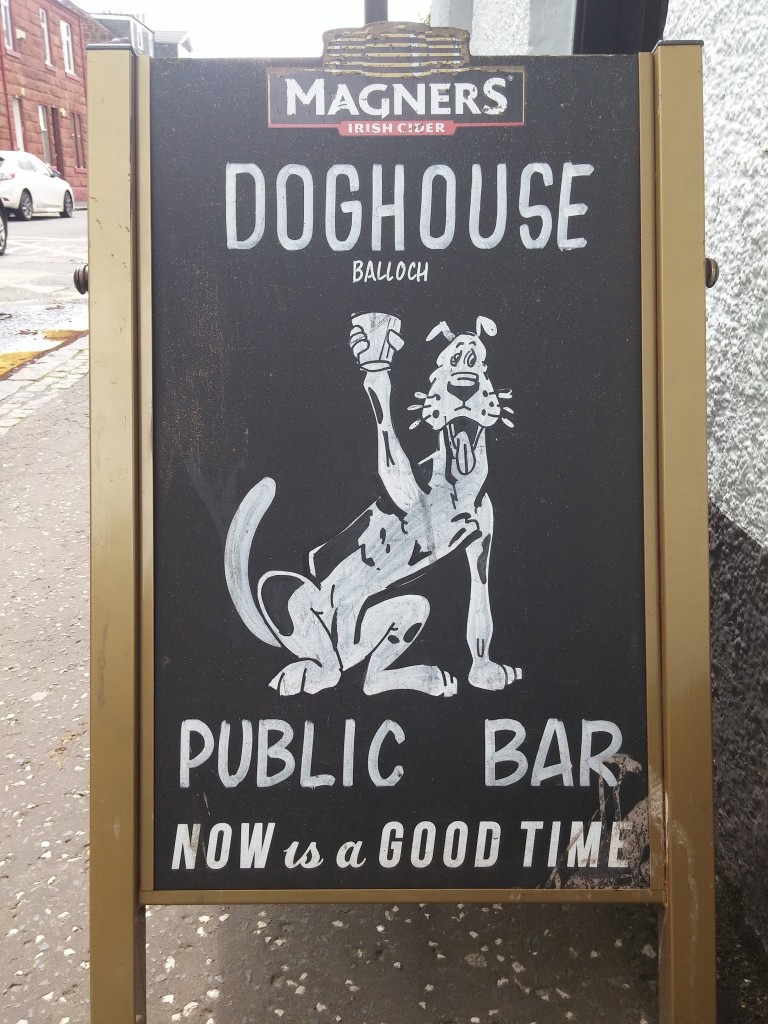 MAGNERS
IRISH CIDER
DOGHOUSE
BALLOCH
PUBLIC BAR
NOW is a GOOD TIME